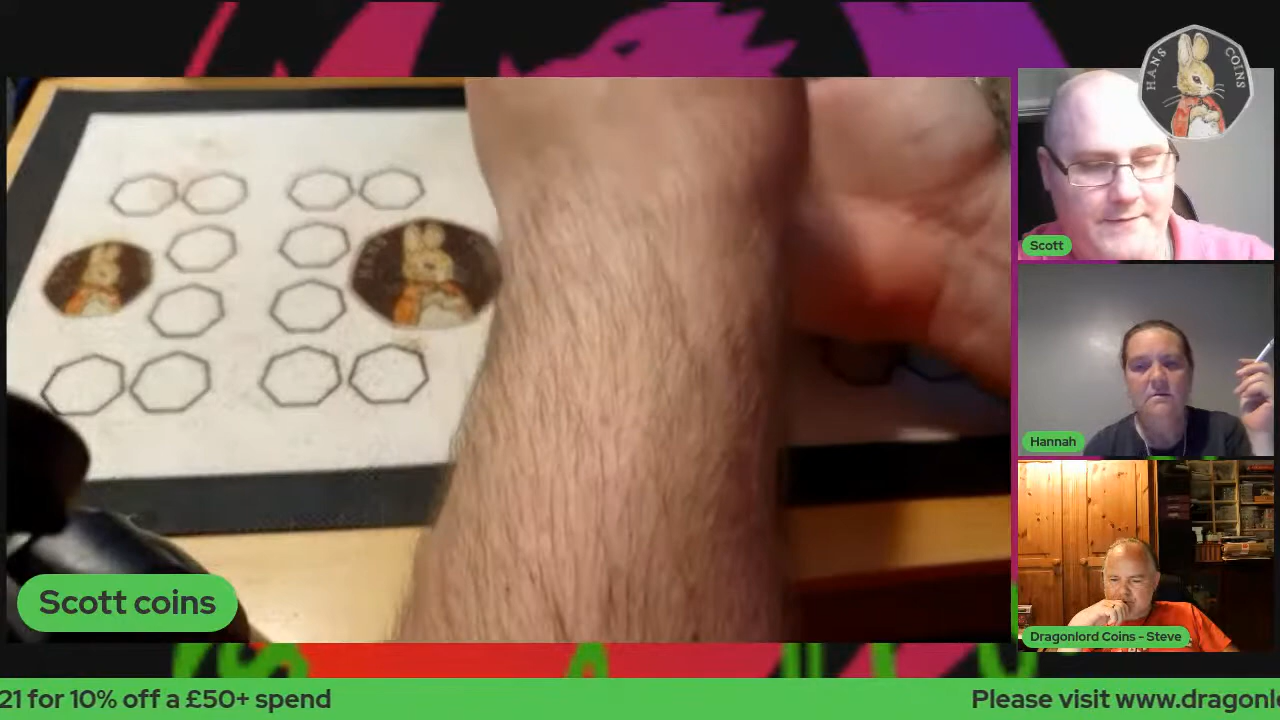 HANS COINS
Scott
Hannah
Dragonlord Coins - Steve
Scott coins
21 for 10% off a £50+ spend
Please visit www.dragonl